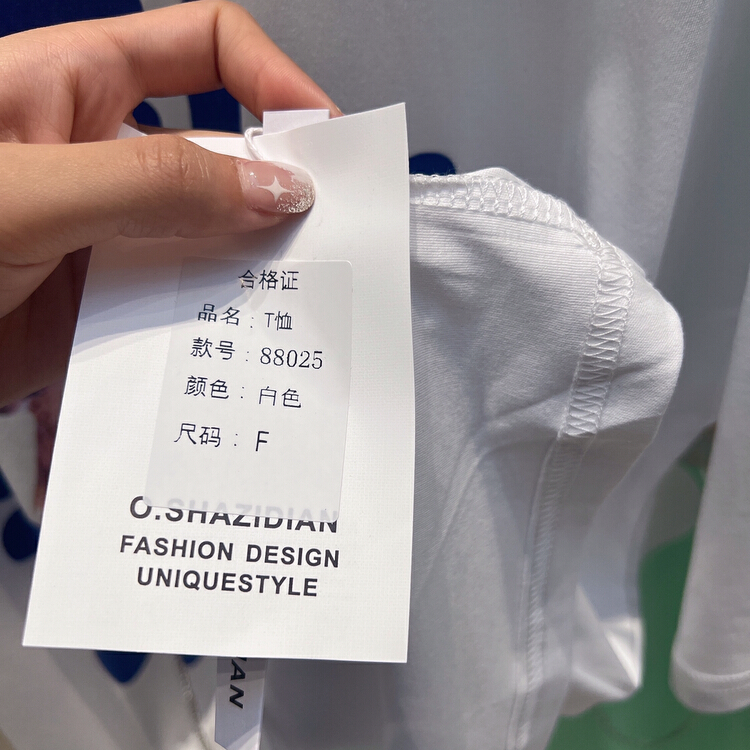 合格证
品名：T恤
款号：88025
颜色：白色
尺码：F
O.SHAZIDIAN
FASHION DESIGN
UNIQUESTYLE
IAN